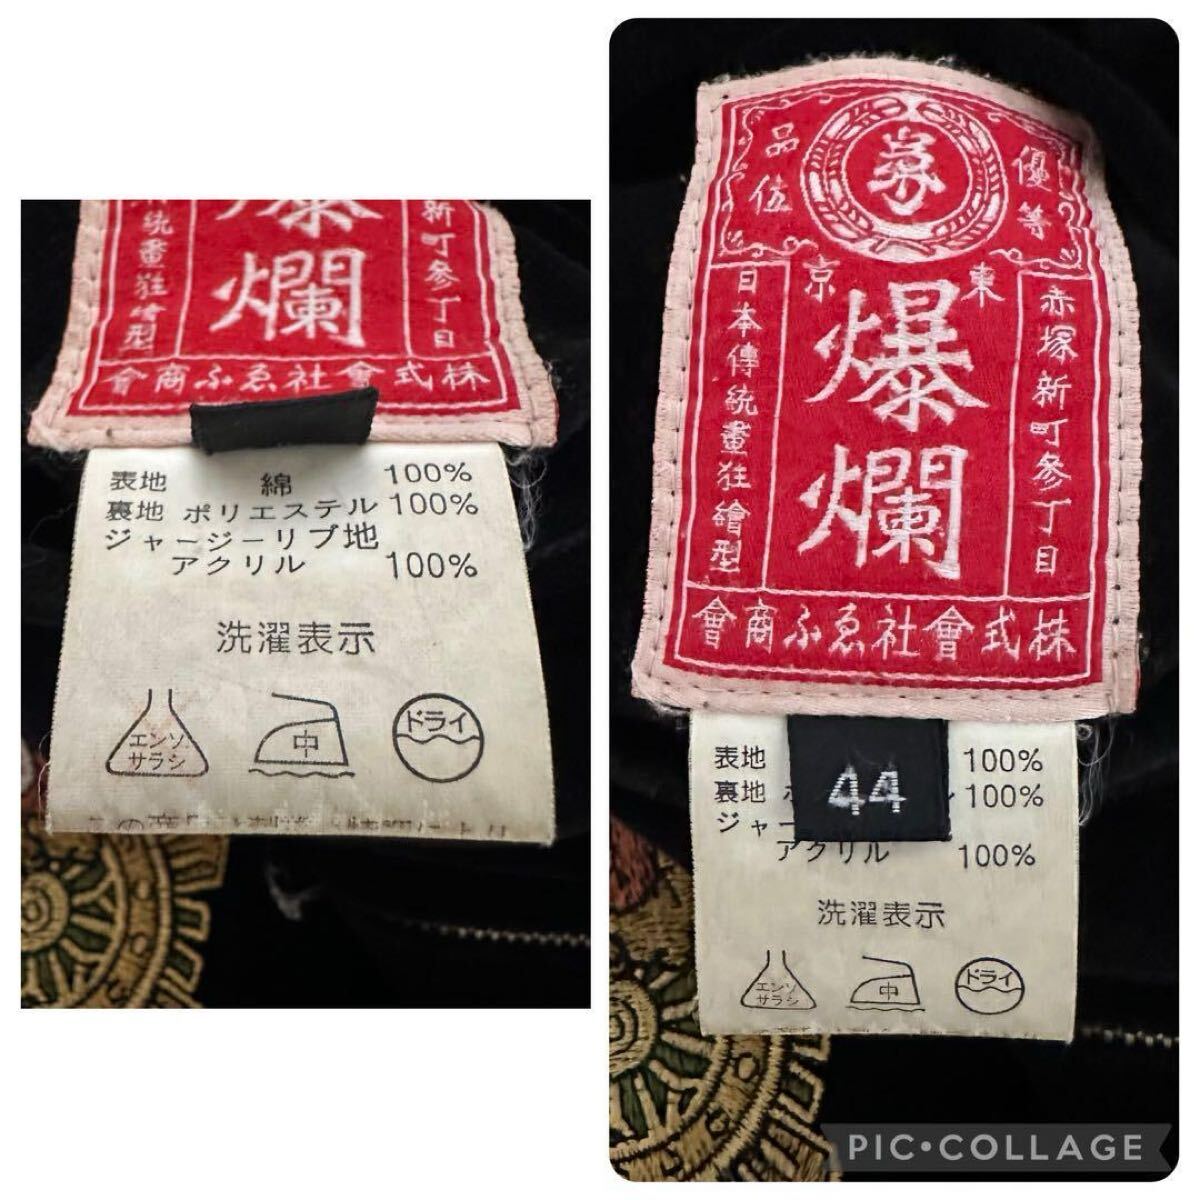 新町參丁目
爛
統畫狂繪型
會商ふゑ社會式株
表地 綿 100%
裏地 ポリエステル 100%
ジャージーリブ地
アクリル 100%
洗濯表示
エンソ
サラシ
中
ドライ
優等
品位
東京
赤塚新町參丁目
爆爛
日本傳統畫狂繪型
會商ふゑ社會式株
44
表地 100%
裏地 100%
ジャ
アクリル 100%
洗濯表示
エンソ
サラシ
中
ドライ
PIC•COLLAGE